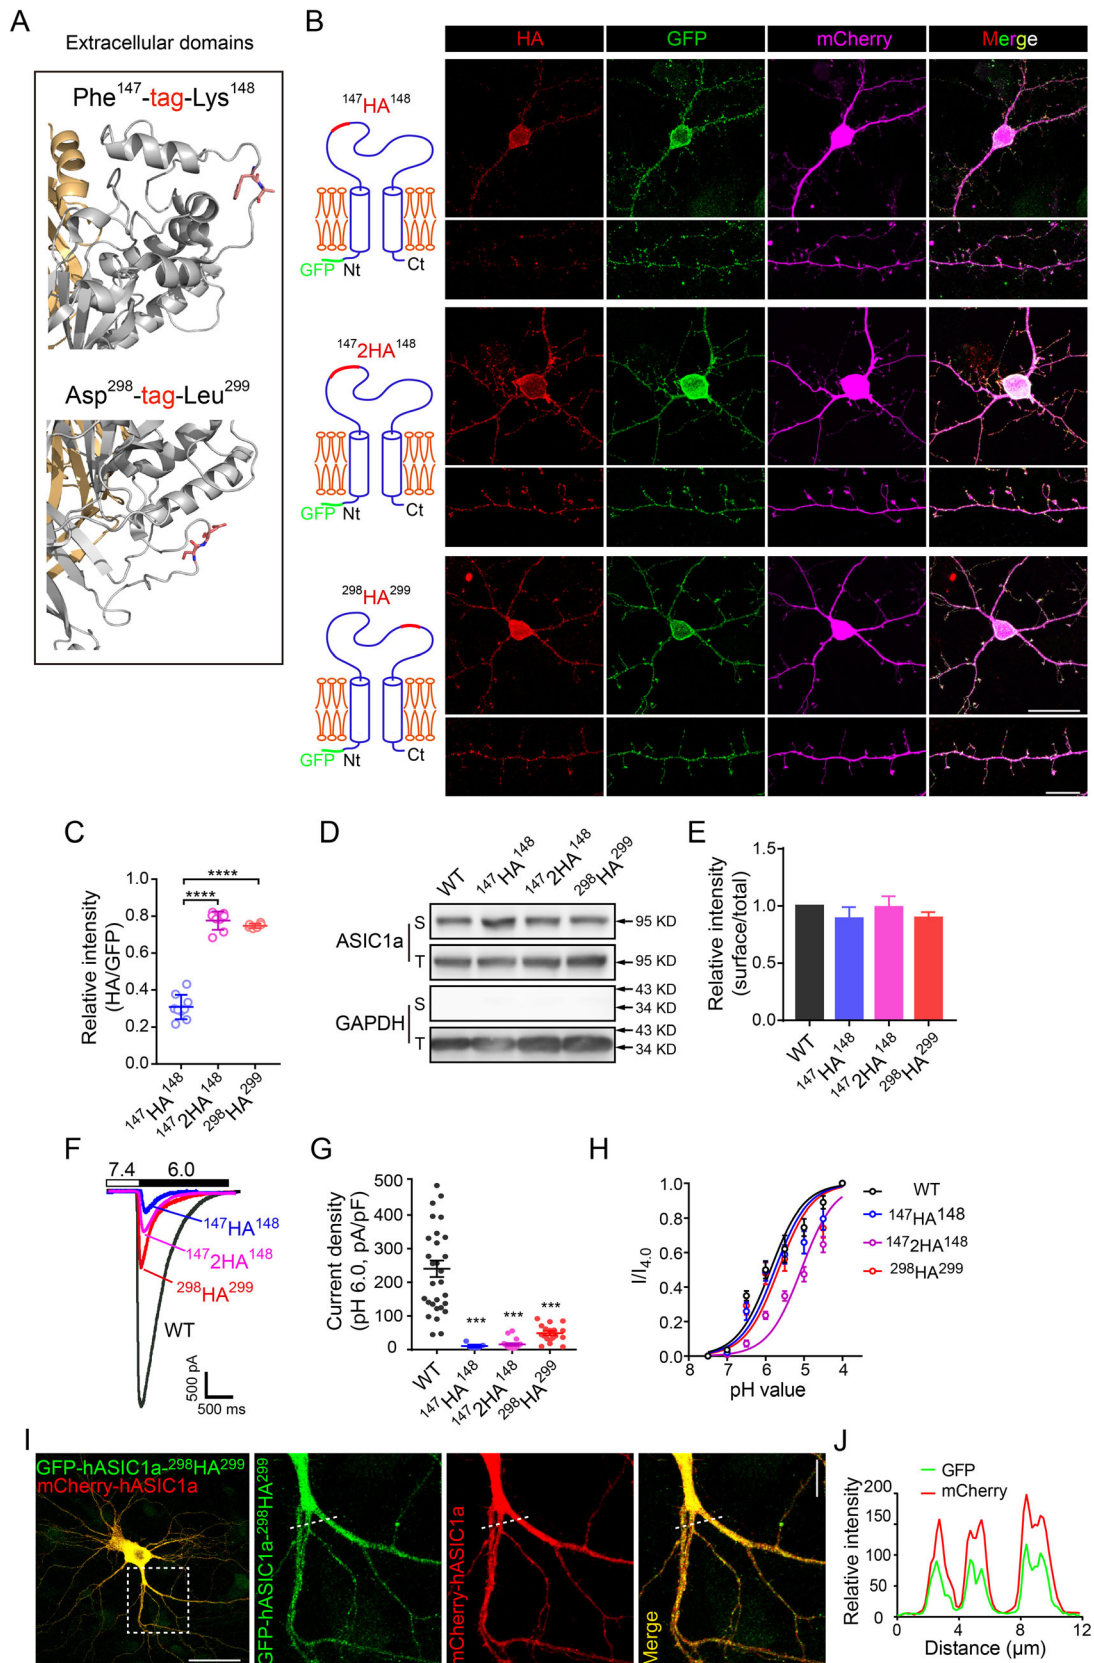 A
Extracellular domains
Phe147-tag-Lys148
Asp298-tag-Leu299
B
HA GFP mCherry Merge
147HA148
GFP Nt Ct
1472HA148
GFP Nt Ct
298HA299
GFP Nt Ct
C
Relative intensity
(HA/GFP)
1.0
0.8
0.6
0.4
0.2
0.0
****
****
147HA148
1472HA148
298HA299
D
WT 147HA148 1472HA148 298HA299
ASIC1a
S 95 KD
T 95 KD
GAPDH
S 43 KD
34 KD
T 43 KD
34 KD
E
Relative intensity
(surface/total)
1.5
1.0
0.5
0.0
WT
147HA148
1472HA148
298HA299
F
7.4 6.0
147HA148
1472HA148
298HA299
WT
500 pA
500 ms
G
Current density
(pH 6.0, pA/pF)
500
400
300
200
100
0
*** *** ***
WT
147HA148
1472HA148
298HA299
H
I/I4.0
1.0
0.8
0.6
0.4
0.2
0.0
8 7 6 5 4
pH value
WT
147HA148
1472HA148
298HA299
I
GFP-hASIC1a-298HA299
mCherry-hASIC1a
GFP-hASIC1a-298HA299
mCherry-hASIC1a
Merge
J
GFP
mCherry
Relative intensity
200
150
100
50
0
0 4 8 12
Distance (µm)